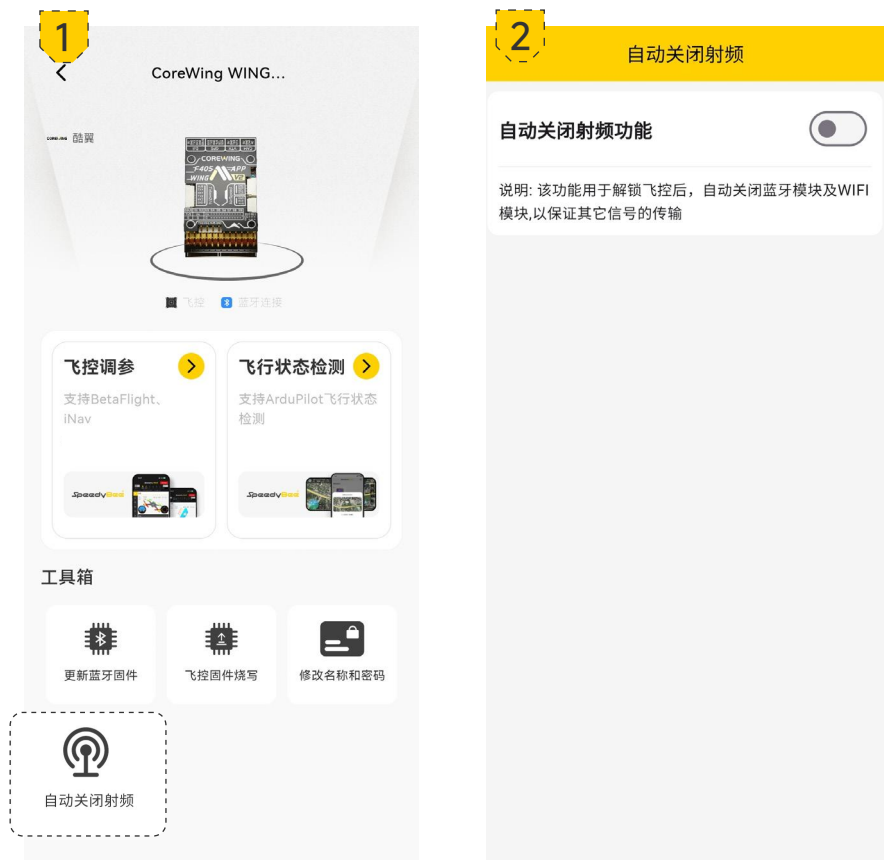 1
CoreWing WING...
酷翼
COREWING
F405 APP
WING V2
飞控
蓝牙连接
飞控调参
支持BetaFlight、
iNav
SpeedyBee
飞行状态检测
支持ArduPilot飞行状态
检测
SpeedyBee
工具箱
更新蓝牙固件
飞控固件烧写
修改名称和密码
自动关闭射频
2
自动关闭射频
自动关闭射频功能
说明: 该功能用于解锁飞控后，自动关闭蓝牙模块及WIFI
模块,以保证其它信号的传输